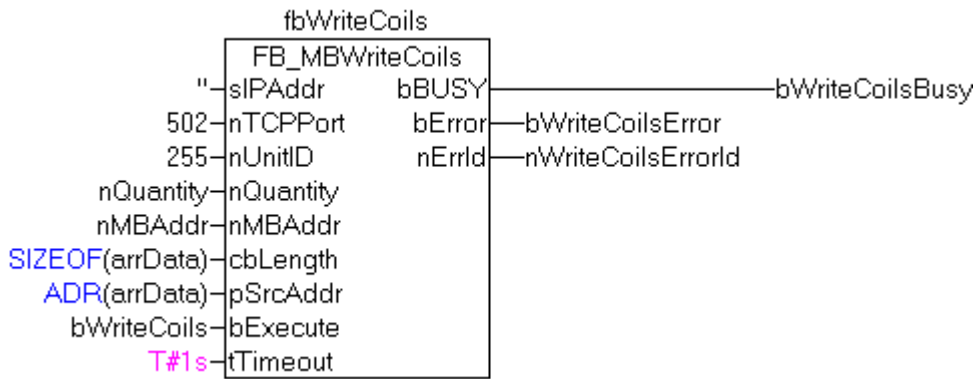 fbWriteCoils
FB_MBWriteCoils
''-sIPAddr bBUSY bWriteCoilsBusy
502-nTCPPort bError bWriteCoilsError
255-nUnitID nErrId nWriteCoilsErrorId
nQuantity-nQuantity
nMBAddr-nMBAddr
SIZEOF(arrData)-cbLength
ADR(arrData)-pSrcAddr
bWriteCoils-bExecute
T#1s-tTimeout